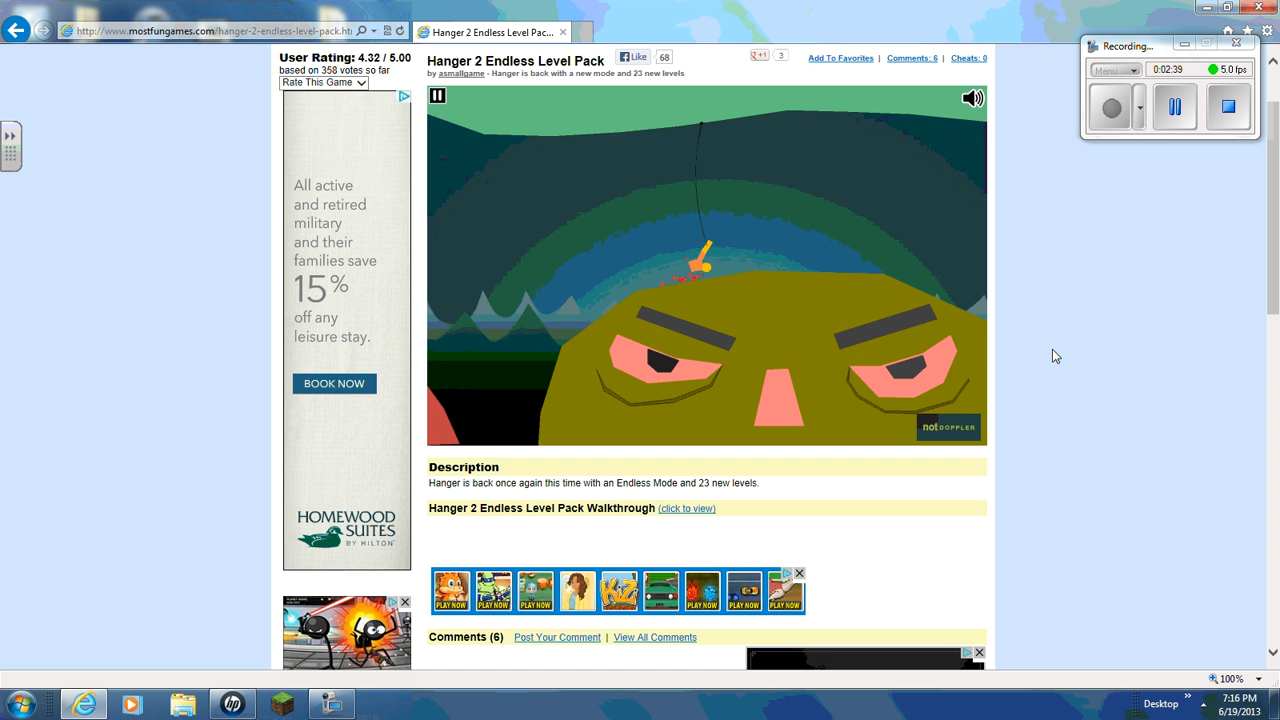 http://www.mostfungames.com/hanger-2-endless-level-pack.ht
Hanger 2 Endless Level Pac...
Recording...
Menu
0:02:39
5.0 fps
User Rating: 4.32 / 5.00
based on 358 votes so far
Rate This Game
Hanger 2 Endless Level Pack
Like
68
+1
3
Add To Favorites | Comments: 6 | Cheats: 0
by asmallgame - Hanger is back with a new mode and 23 new levels
All active
and retired
military
and their
families save
15%
off any
leisure stay.
BOOK NOW
HOMEWOOD
SUITES
BY HILTON
notDOPPLER
Description
Hanger is back once again this time with an Endless Mode and 23 new levels.
Hanger 2 Endless Level Pack Walkthrough (click to view)
PLAY NOW PLAY NOW PLAY NOW PLAY NOW PLAY NOW PLAY NOW PLAY NOW PLAY NOW PLAY NOW
Comments (6) Post Your Comment | View All Comments
100%
Desktop
7:16 PM
6/19/2013